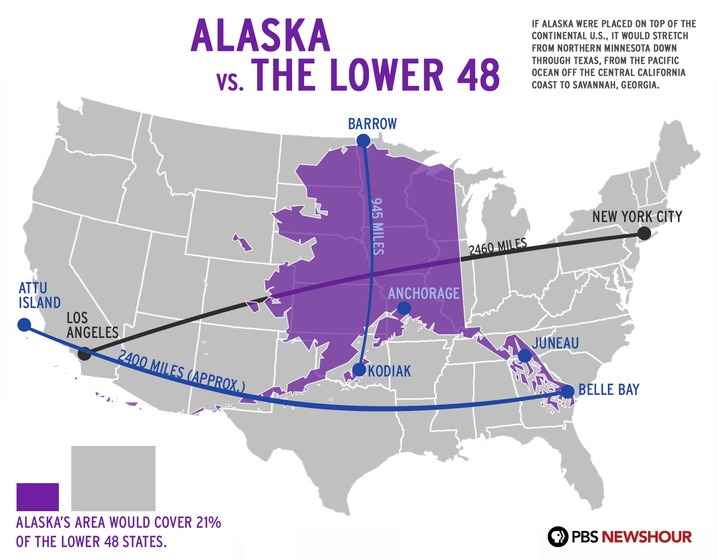 ALASKA
VS. THE LOWER 48
IF ALASKA WERE PLACED ON TOP OF THE
CONTINENTAL U.S., IT WOULD STRETCH
FROM NORTHERN MINNESOTA DOWN
THROUGH TEXAS, FROM THE PACIFIC
OCEAN OFF THE CENTRAL CALIFORNIA
COAST TO SAVANNAH, GEORGIA.
BARROW
945 MILES
NEW YORK CITY
2460 MILES
ATTU
ISLAND
ANCHORAGE
LOS
ANGELES
JUNEAU
2400 MILES (APPROX.)
KODIAK
BELLE BAY
ALASKA'S AREA WOULD COVER 21%
OF THE LOWER 48 STATES.
PBS NEWSHOUR